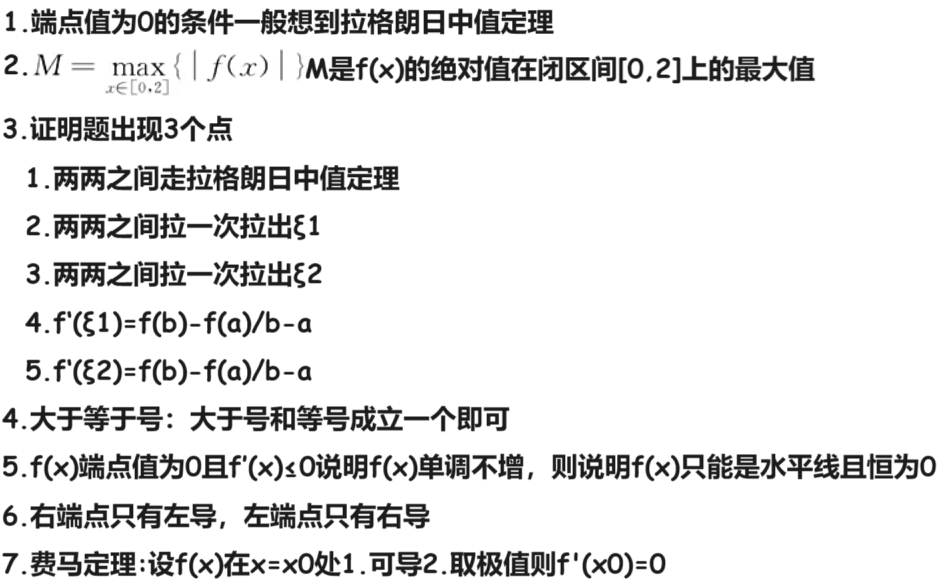 1.端点值为0的条件一般想到拉格朗日中值定理
2.M = max x∈[0,2] {|f(x)|}M是f(x)的绝对值在闭区间[0,2]上的最大值
3.证明题出现3个点
1.两两之间走拉格朗日中值定理
2.两两之间拉一次拉出ξ1
3.两两之间拉一次拉出ξ2
4.f'(ξ1)=f(b)-f(a)/b-a
5.f'(ξ2)=f(b)-f(a)/b-a
4.大于等于号：大于号和等号成立一个即可
5.f(x)端点值为0且f'(x)≤0说明f(x)单调不增，则说明f(x)只能是水平线且恒为0
6.右端点只有左导，左端点只有右导
7.费马定理:设f(x)在x=x0处1.可导2.取极值则f'(x0)=0